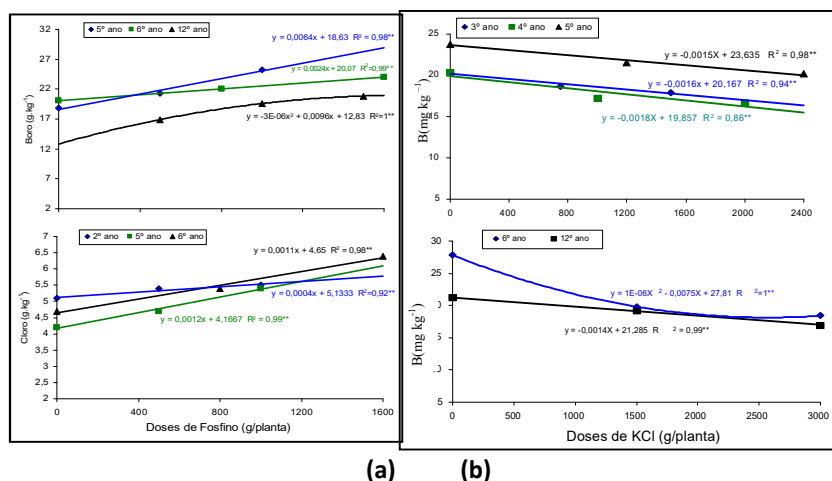 5º ano 6º ano 12º ano
y = 0,0064x + 18,63 R² = 0,98**
y = 0,0024x + 20,07 R² =0,99**
y = -3E-06x² + 0,0096x + 12,83 R²=1**
Boro (g.kg⁻¹)
32
27
22
17
12
2º ano 5º ano 6º ano
y = 0,0011x + 4,65 R² = 0,98**
y = 0,0004x + 5,1333 R²=0,92**
y = 0,0012x + 4,1667 R² = 0,99**
Cloro (g.kg⁻¹)
6,5
6
5,5
5
4,5
4
3,5
3
2,5
2
0 400 800 1200 1600
Doses de Fosfino (g/planta)
3º ano 4º ano 5º ano
y = -0,0015X + 23,635 R² = 0,98**
y = -0,0016x + 20,167 R² = 0,94**
y = -0,0018X + 19,857 R² = 0,86**
B(mg kg⁻¹)
25
20
15
10
5
0 400 800 1200 1600 2000 2400
6º ano 12º ano
y = 1E-06X² - 0,0075X + 27,81 R²=1**
y = -0,0014X + 21,285 R² = 0,99**
B(mg kg⁻¹)
30
25
5
10
5
0 500 1000 1500 2000 2500 3000
Doses de KCl (g/planta)
(a) (b)